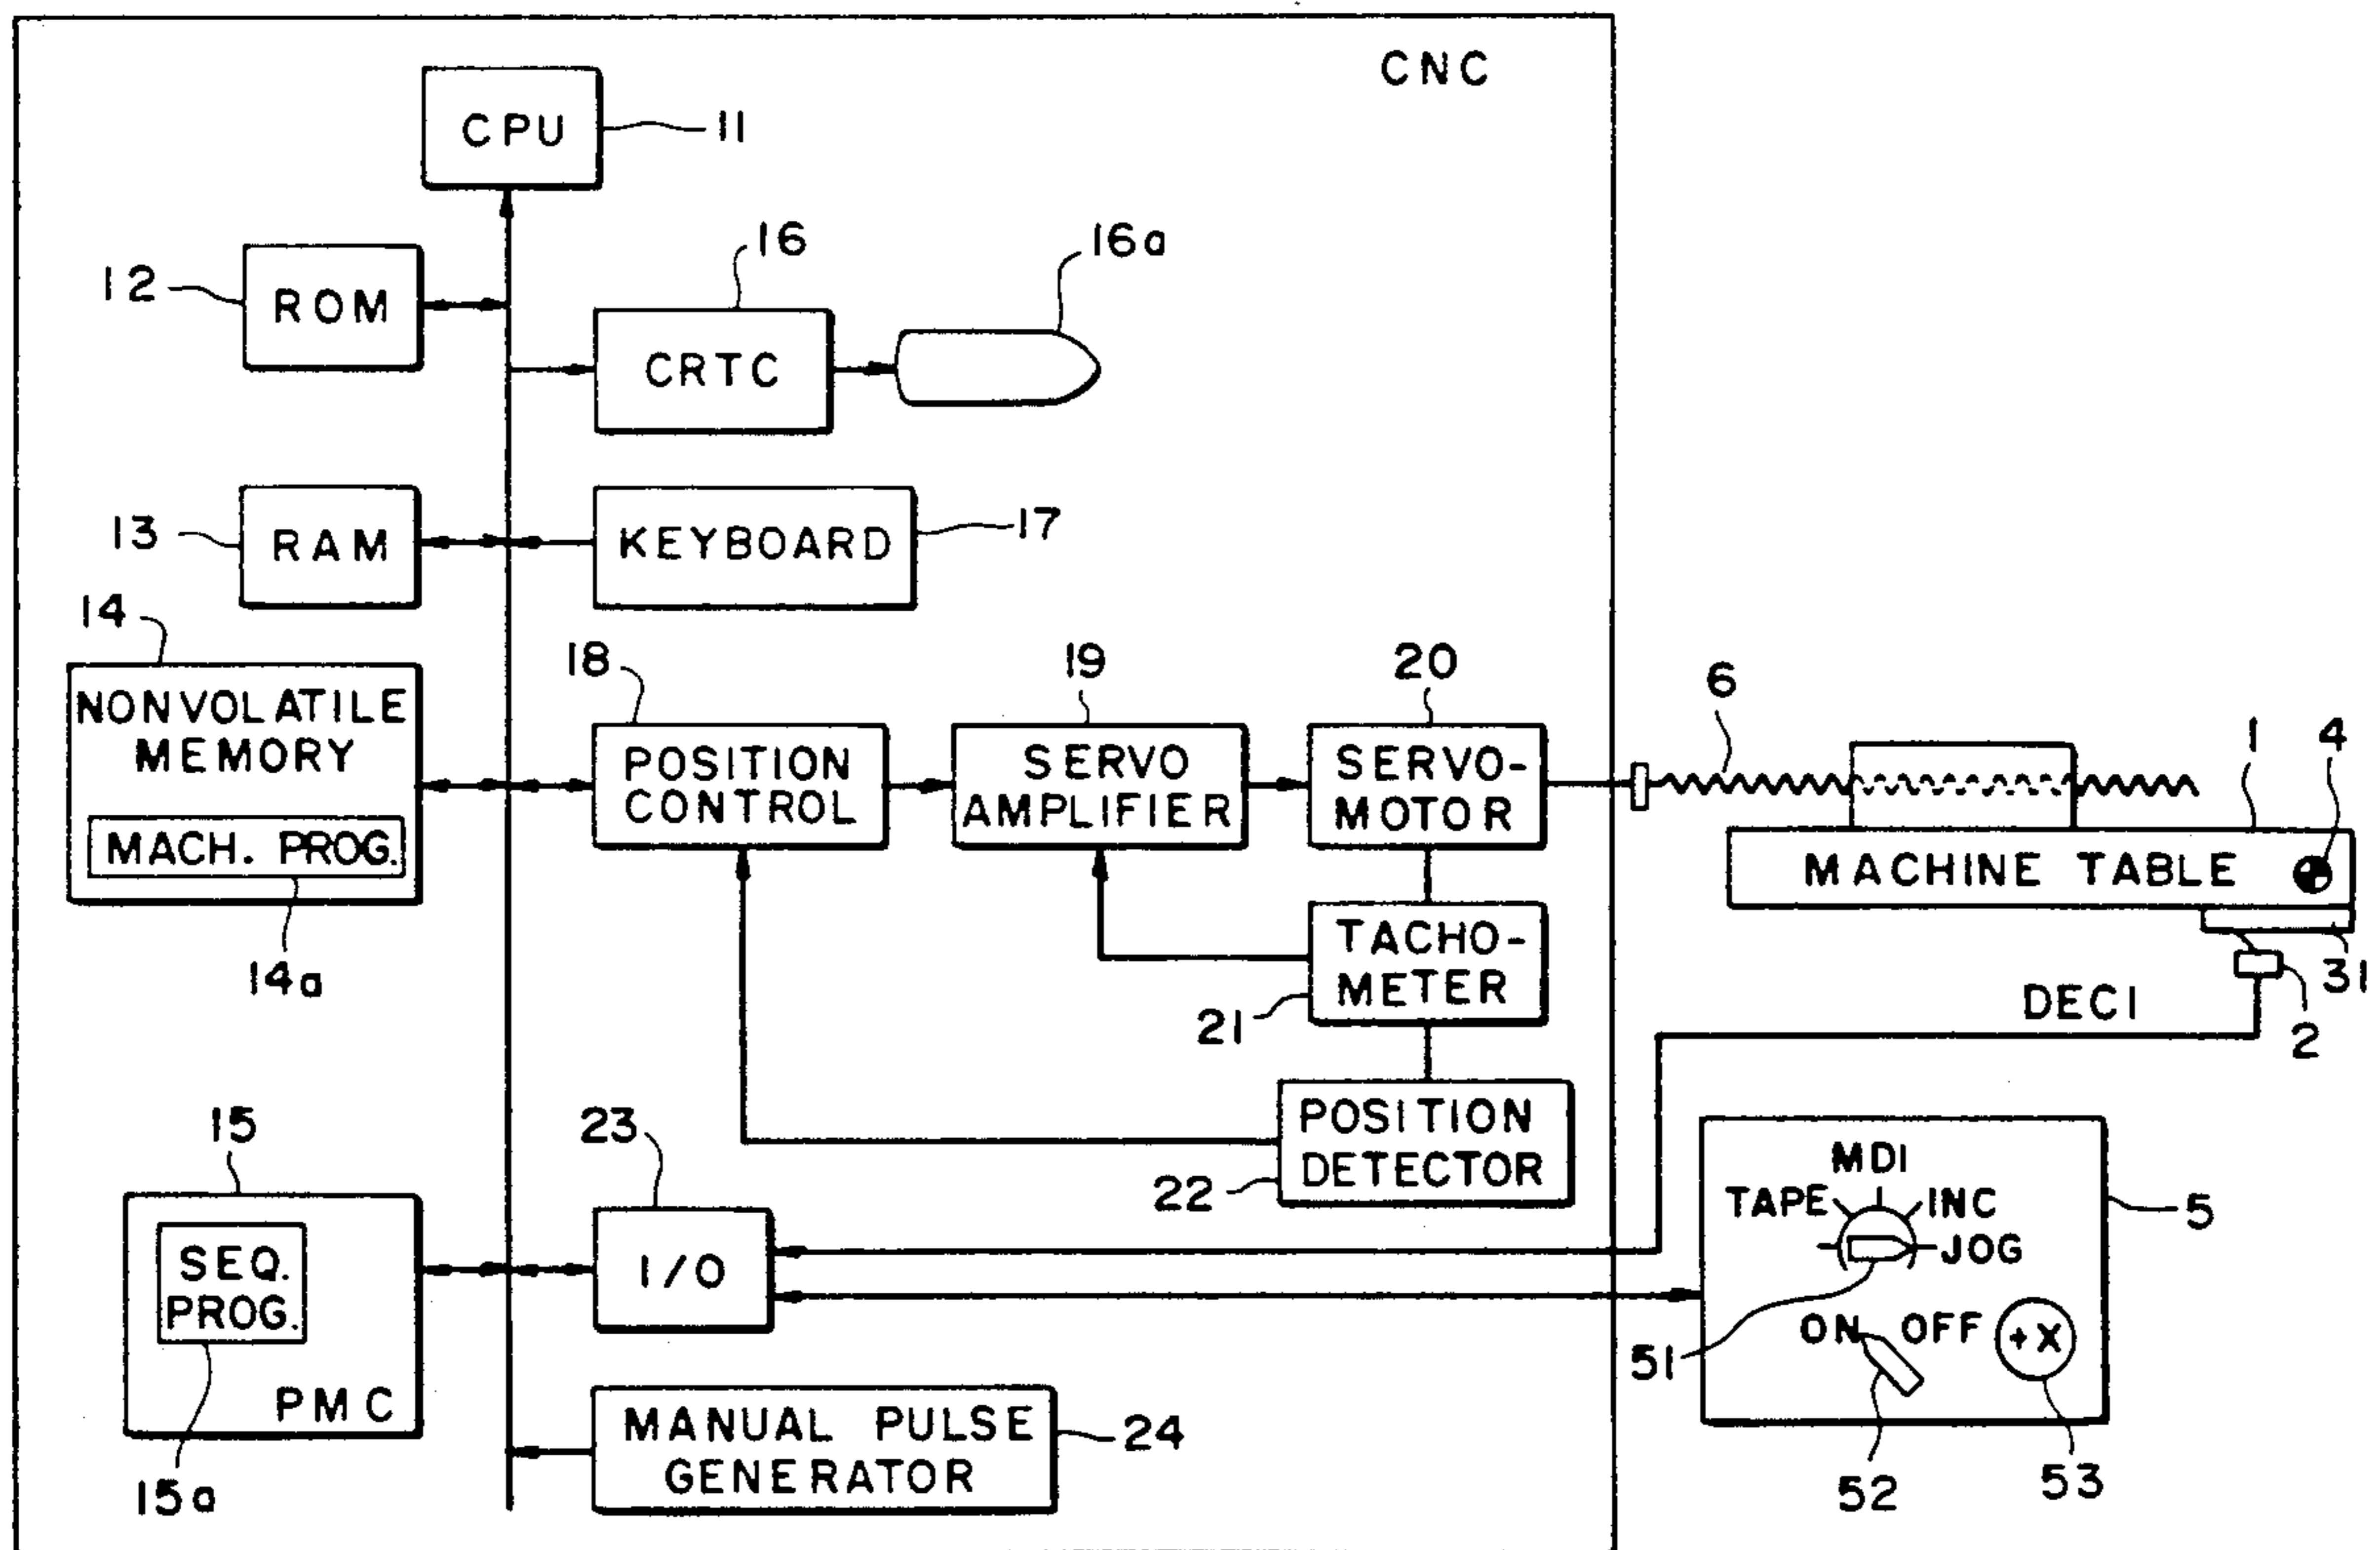 CNC
CPU
11
12
ROM
16
16a
CRTC
13
RAM
KEYBOARD
17
14
NONVOLATILE
MEMORY
MACH. PROG.
14a
18
POSITION
CONTROL
19
SERVO
AMPLIFIER
20
SERVO-
MOTOR
6
1
4
MACHINE TABLE
TACHO-
METER
21
31
2
DEC1
POSITION
DETECTOR
22
15
SEQ.
PROG.
PMC
15a
23
I/O
MDI
TAPE
INC
JOG
5
51
ON
OFF
+X
52
53
MANUAL PULSE
GENERATOR
24